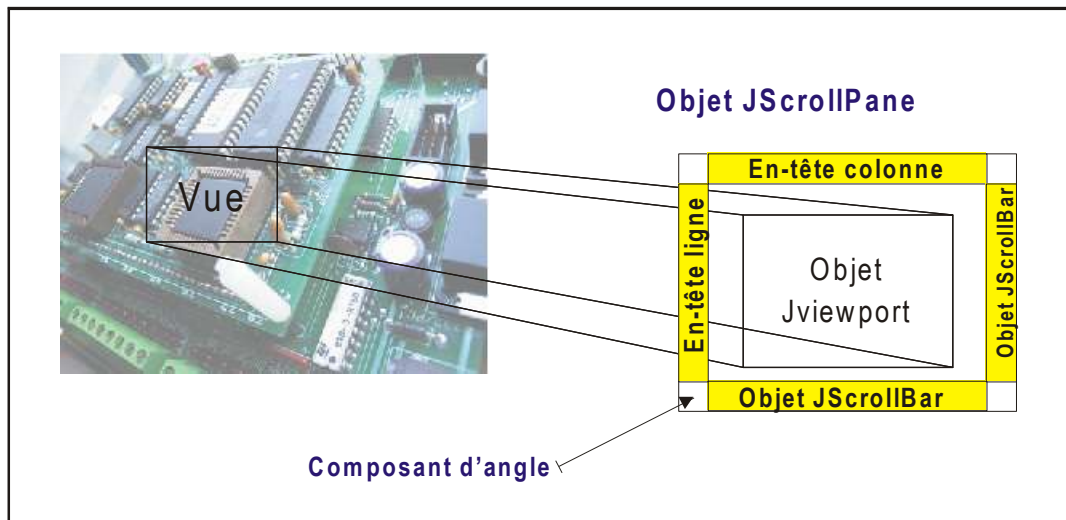 Objet JScrollPane
Vue
En-tête colonne
En-tête ligne
Objet
Jviewport
Objet JScrollBar
Objet JScrollBar
Composant d'angle